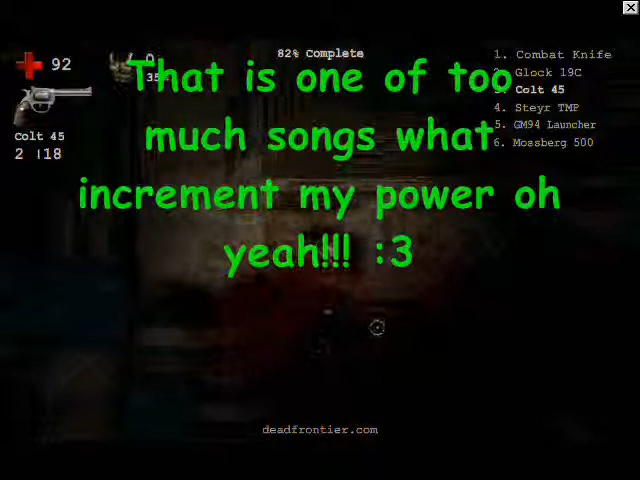 92
82% Complete
1. Combat Knife
2. Glock 19C
3. Colt 45
4. Steyr TMP
5. GM94 Launcher
6. Mossberg 500
Colt 45
2 |18
That is one of too
much songs what
increment my power oh
yeah!!! :3
deadfrontier.com